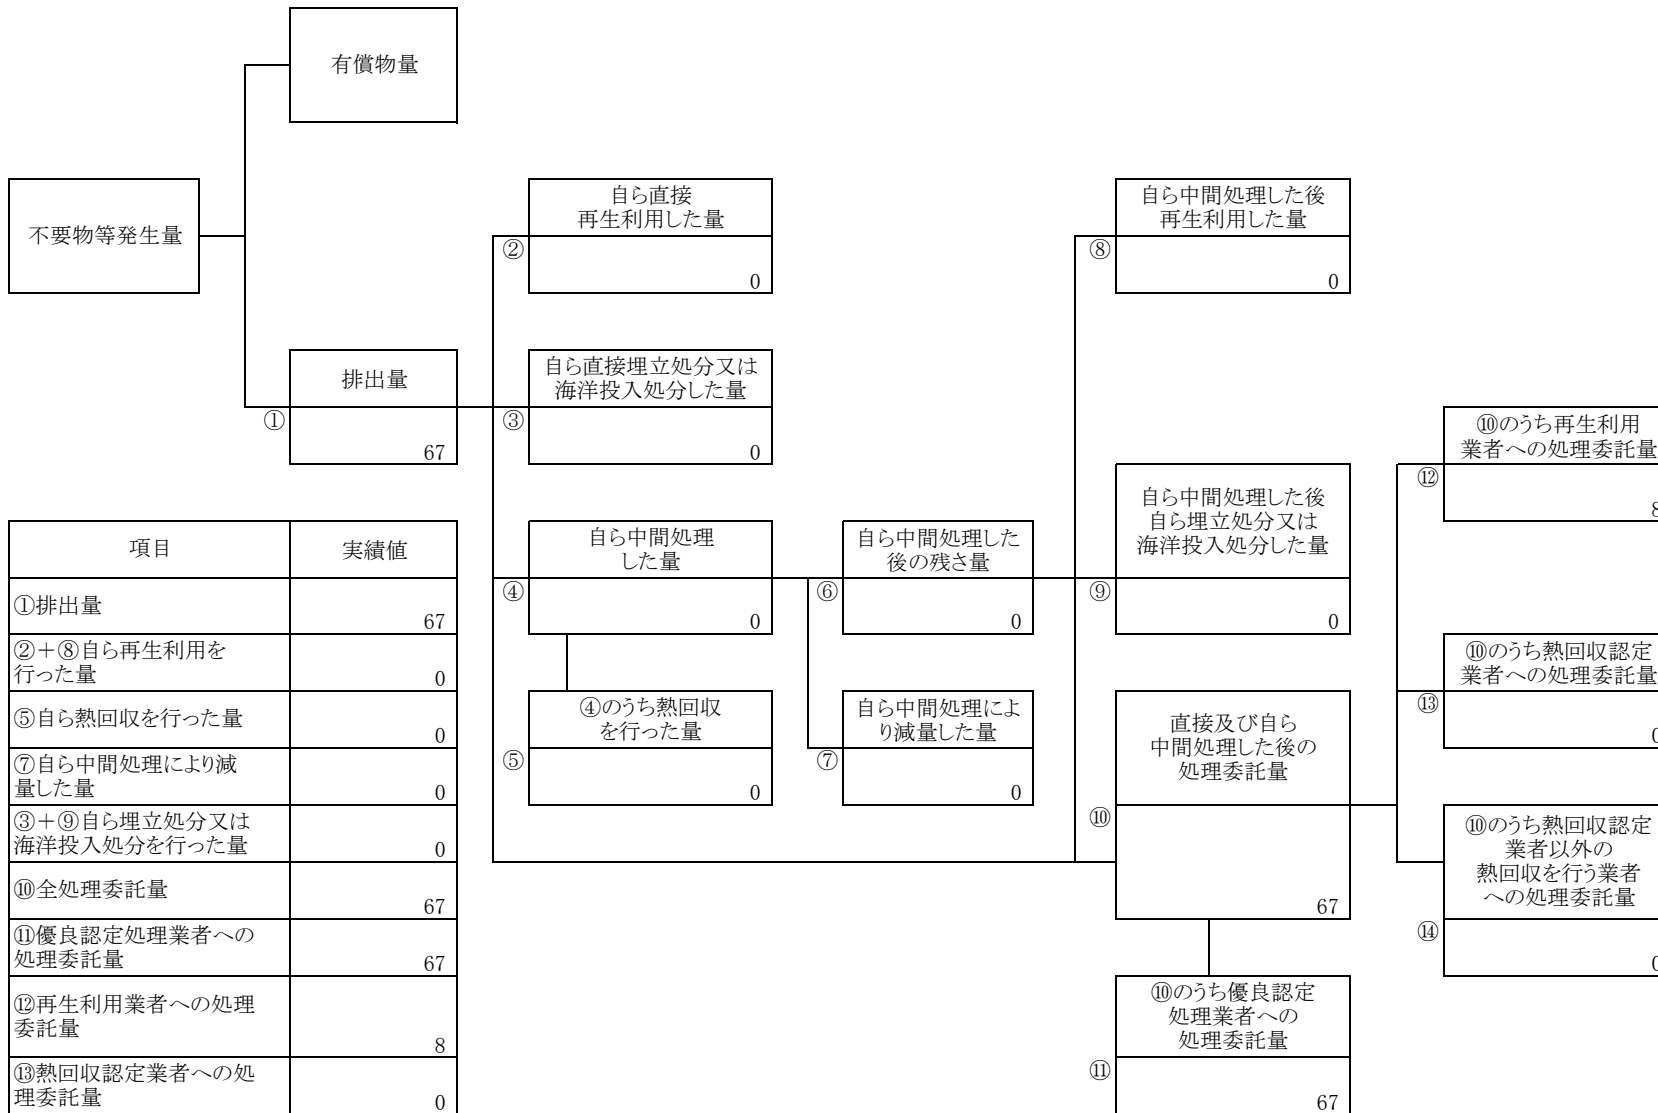 有償物量
不要物等発生量
自ら直接
再生利用した量
②
0
自ら中間処理した後
再生利用した量
⑧
0
排出量
①
67
自ら直接埋立処分又は
海洋投入処分した量
③
0
⑩のうち再生利用
業者への処理委託量
⑫
8
自ら中間処理した後
自ら埋立処分又は
海洋投入処分した量
⑨
0
自ら中間処理
した量
④
0
自ら中間処理した
後の残さ量
⑥
0
④のうち熱回収
を行った量
⑤
0
自ら中間処理によ
り減量した量
⑦
0
直接及び自ら
中間処理した後の
処理委託量
⑩
67
⑩のうち熱回収認定
業者への処理委託量
⑬
0
⑩のうち熱回収認定
業者以外の
熱回収を行う業者
への処理委託量
⑭
0
⑩のうち優良認定
処理業者への
処理委託量
⑪
67
項目 実績値
①排出量
67
②+⑧自ら再生利用を
行った量 0
⑤自ら熱回収を行った量
0
⑦自ら中間処理により減
量した量 0
③+⑨自ら埋立処分又は
海洋投入処分を行った量 0
⑩全処理委託量
67
⑪優良認定処理業者への
処理委託量 67
⑫再生利用業者への処理
委託量
8
⑬熱回収認定業者への処
理委託量 0